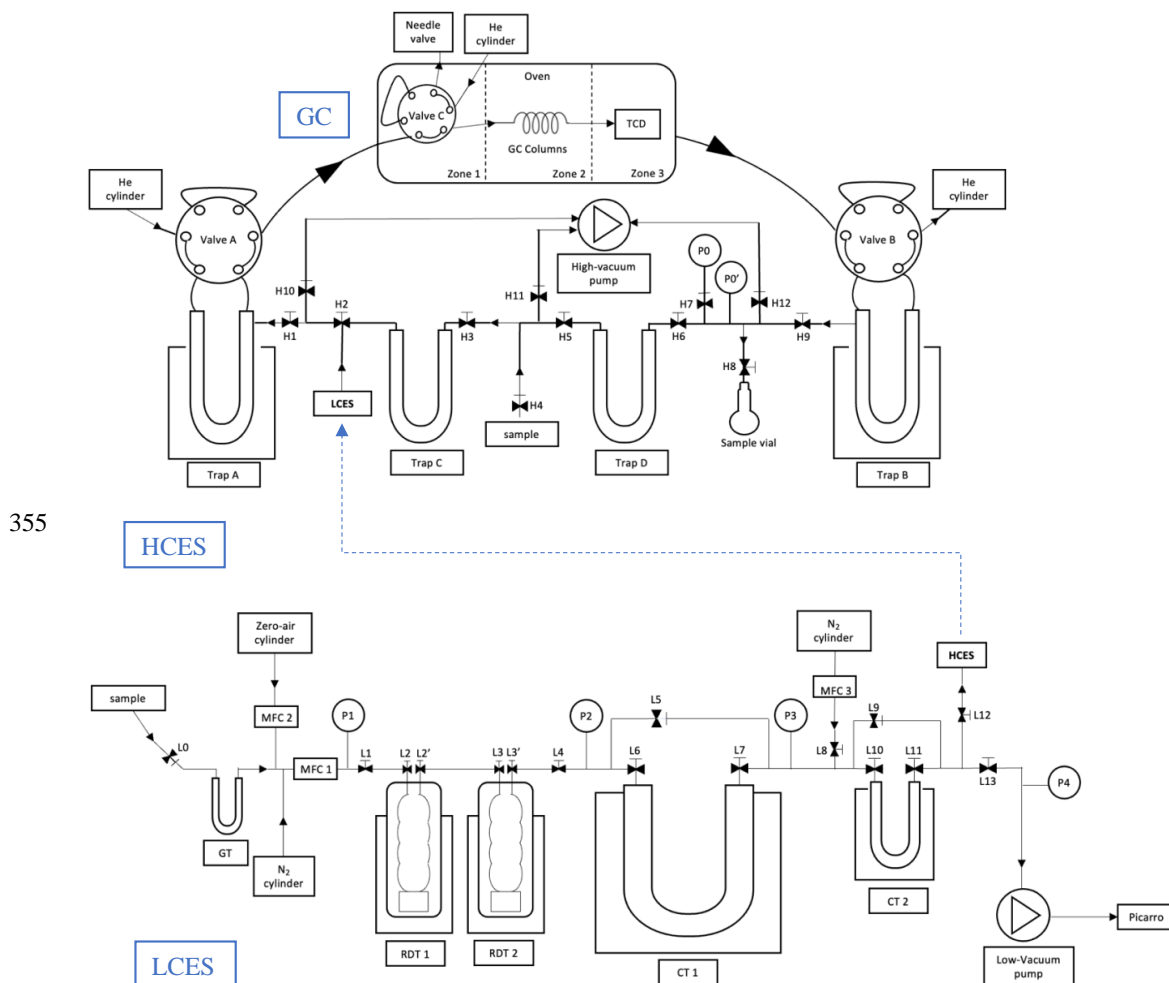 Needle
valve
He
cylinder
Oven
GC
Valve C
TCD
GC Columns
Zone 1
Zone 2
Zone 3
He
cylinder
He
cylinder
Valve A
Valve B
P0
P0'
High-vacuum
pump
H10
H2
H11
H7
H12
H1
H3
H5
H6
H9
H8
LCES
H4
sample
Sample vial
Trap A
Trap C
Trap D
Trap B
355
HCES
Zero-air
cylinder
N2
cylinder
HCES
sample
MFC 2
MFC 3
L0
P1
P2
L5
P3
L9
L12
MFC 1
L1
L2
L2'
L3
L3'
L4
L6
L7
L8
L10
L11
L13
P4
GT
N2
cylinder
CT 2
Picarro
RDT 1
RDT 2
CT 1
Low-Vacuum
pump
LCES